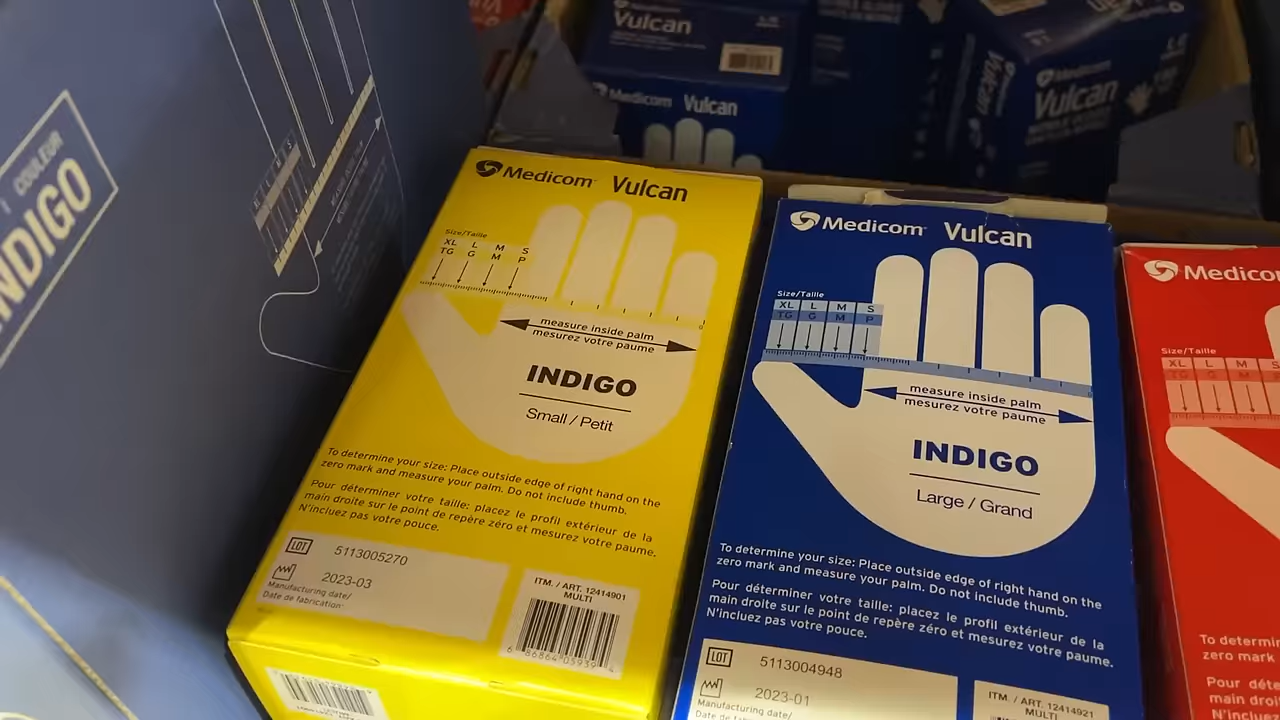 COULEUR
INDIGO
Vulcan
Medicom Vulcan
Medicom
Vulcan
Medicom Vulcan
Size/Taille
XL L M S
TG G M P
measure inside palm
mesurez votre paume
INDIGO
Small / Petit
To determine your size: Place outside edge of right hand on the
zero mark and measure your palm. Do not include thumb.
Pour déterminer votre taille: placez le profil extérieur de la
main droite sur le point de repère zéro et mesurez votre paume.
N'incluez pas votre pouce.
LOT 5113005270
2023-03
Manufacturing date/
Date de fabrication:
ITM. / ART. 12414901
MULTI
Medicom Vulcan
Size/Taille
XL L M S
TG G M P
measure inside palm
mesurez votre paume
INDIGO
Large / Grand
To determine your size: Place outside edge of right hand on the
zero mark and measure your palm. Do not include thumb.
Pour déterminer votre taille: placez le profil extérieur de la
main droite sur le point de repère zéro et mesurez votre paume.
N'incluez pas votre pouce.
LOT 5113004948
2023-01
Manufacturing date/
Date de fabrication:
ITM. / ART. 12414921
MULTI
Medicom
Size/Taille
XL L M S
TG G M
To determin
zero mark
Pour déte
main droi